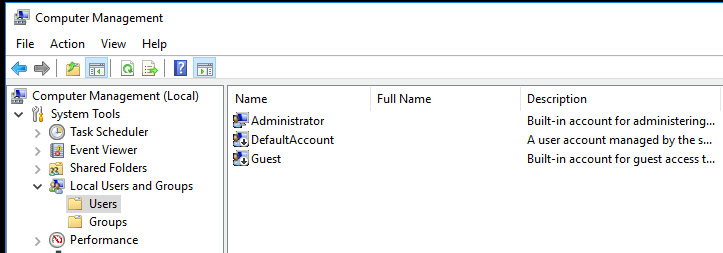 Computer Management
File Action View Help
Computer Management (Local)
System Tools
Task Scheduler
Event Viewer
Shared Folders
Local Users and Groups
Users
Groups
Performance
Name Full Name Description
Administrator Built-in account for administering...
DefaultAccount A user account managed by the s...
Guest Built-in account for guest access t...